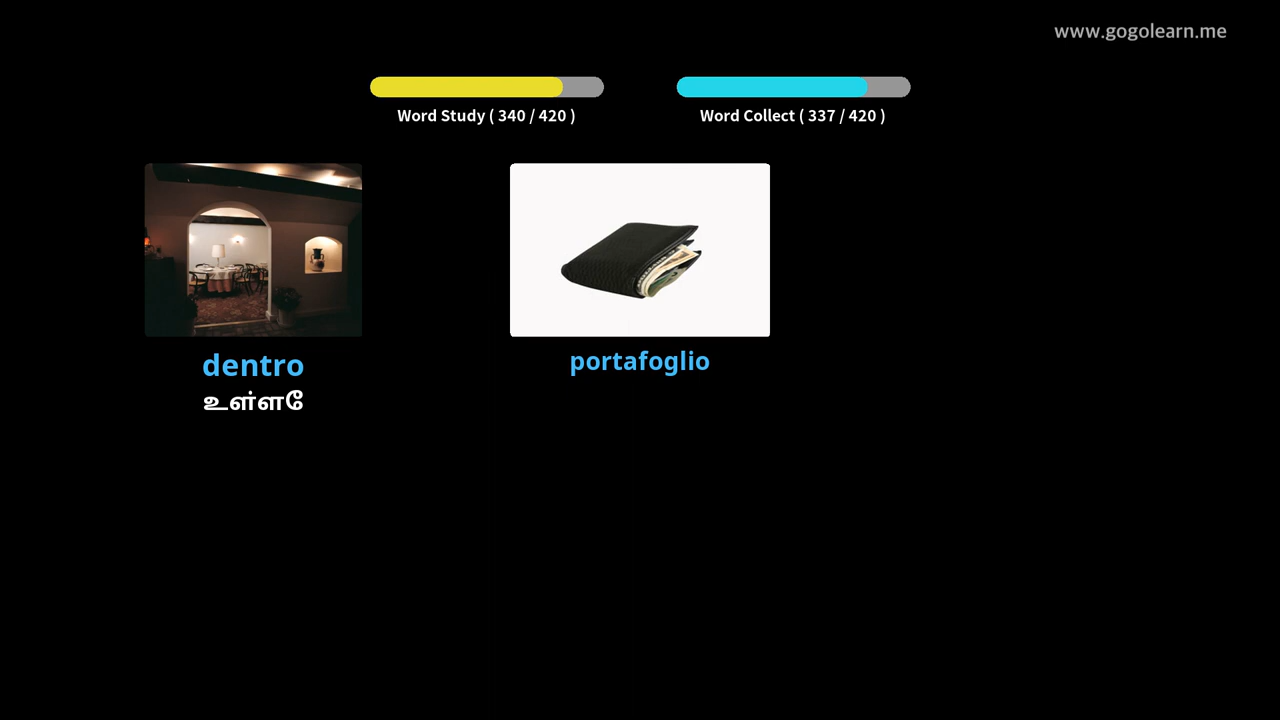 www.gogolearn.me
Word Study ( 340 / 420 )
Word Collect ( 337 / 420 )
dentro
உள்ளே
portafoglio